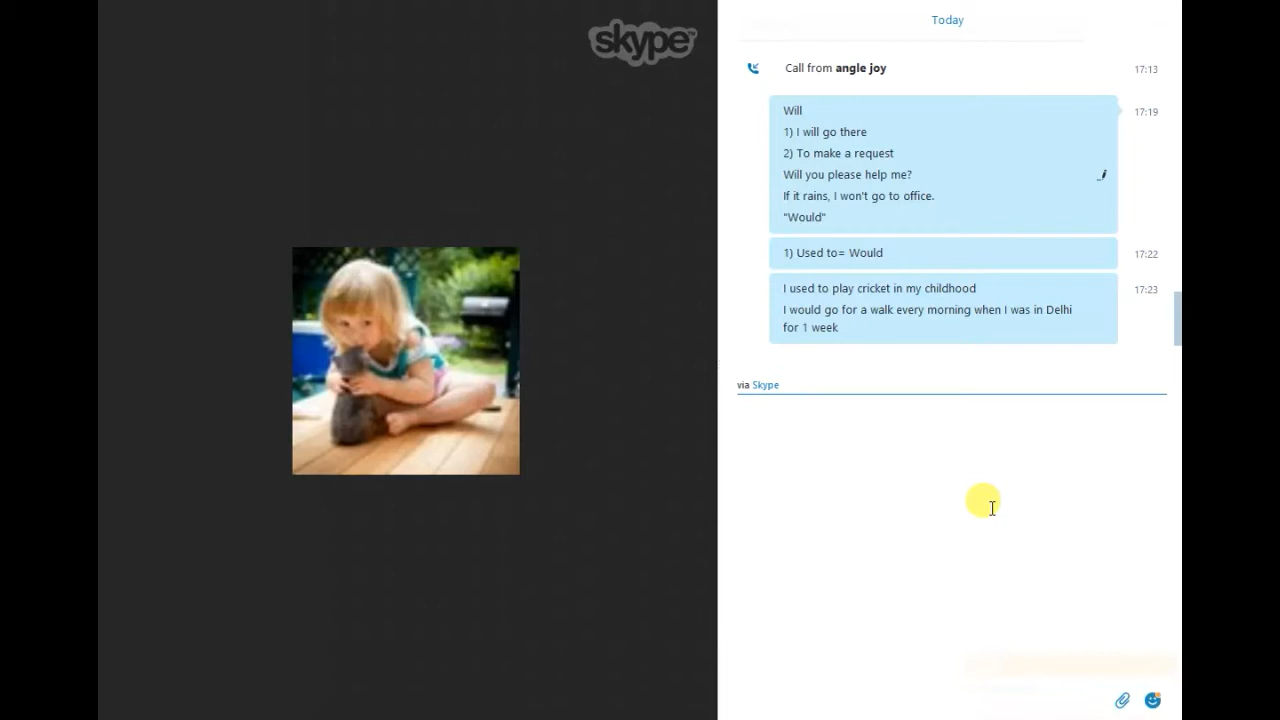 skype™
Today
Call from angle joy 17:13
Will 17:19
1) I will go there
2) To make a request
Will you please help me?
If it rains, I won't go to office.
"Would"
1) Used to= Would 17:22
I used to play cricket in my childhood 17:23
I would go for a walk every morning when I was in Delhi
for 1 week
via Skype